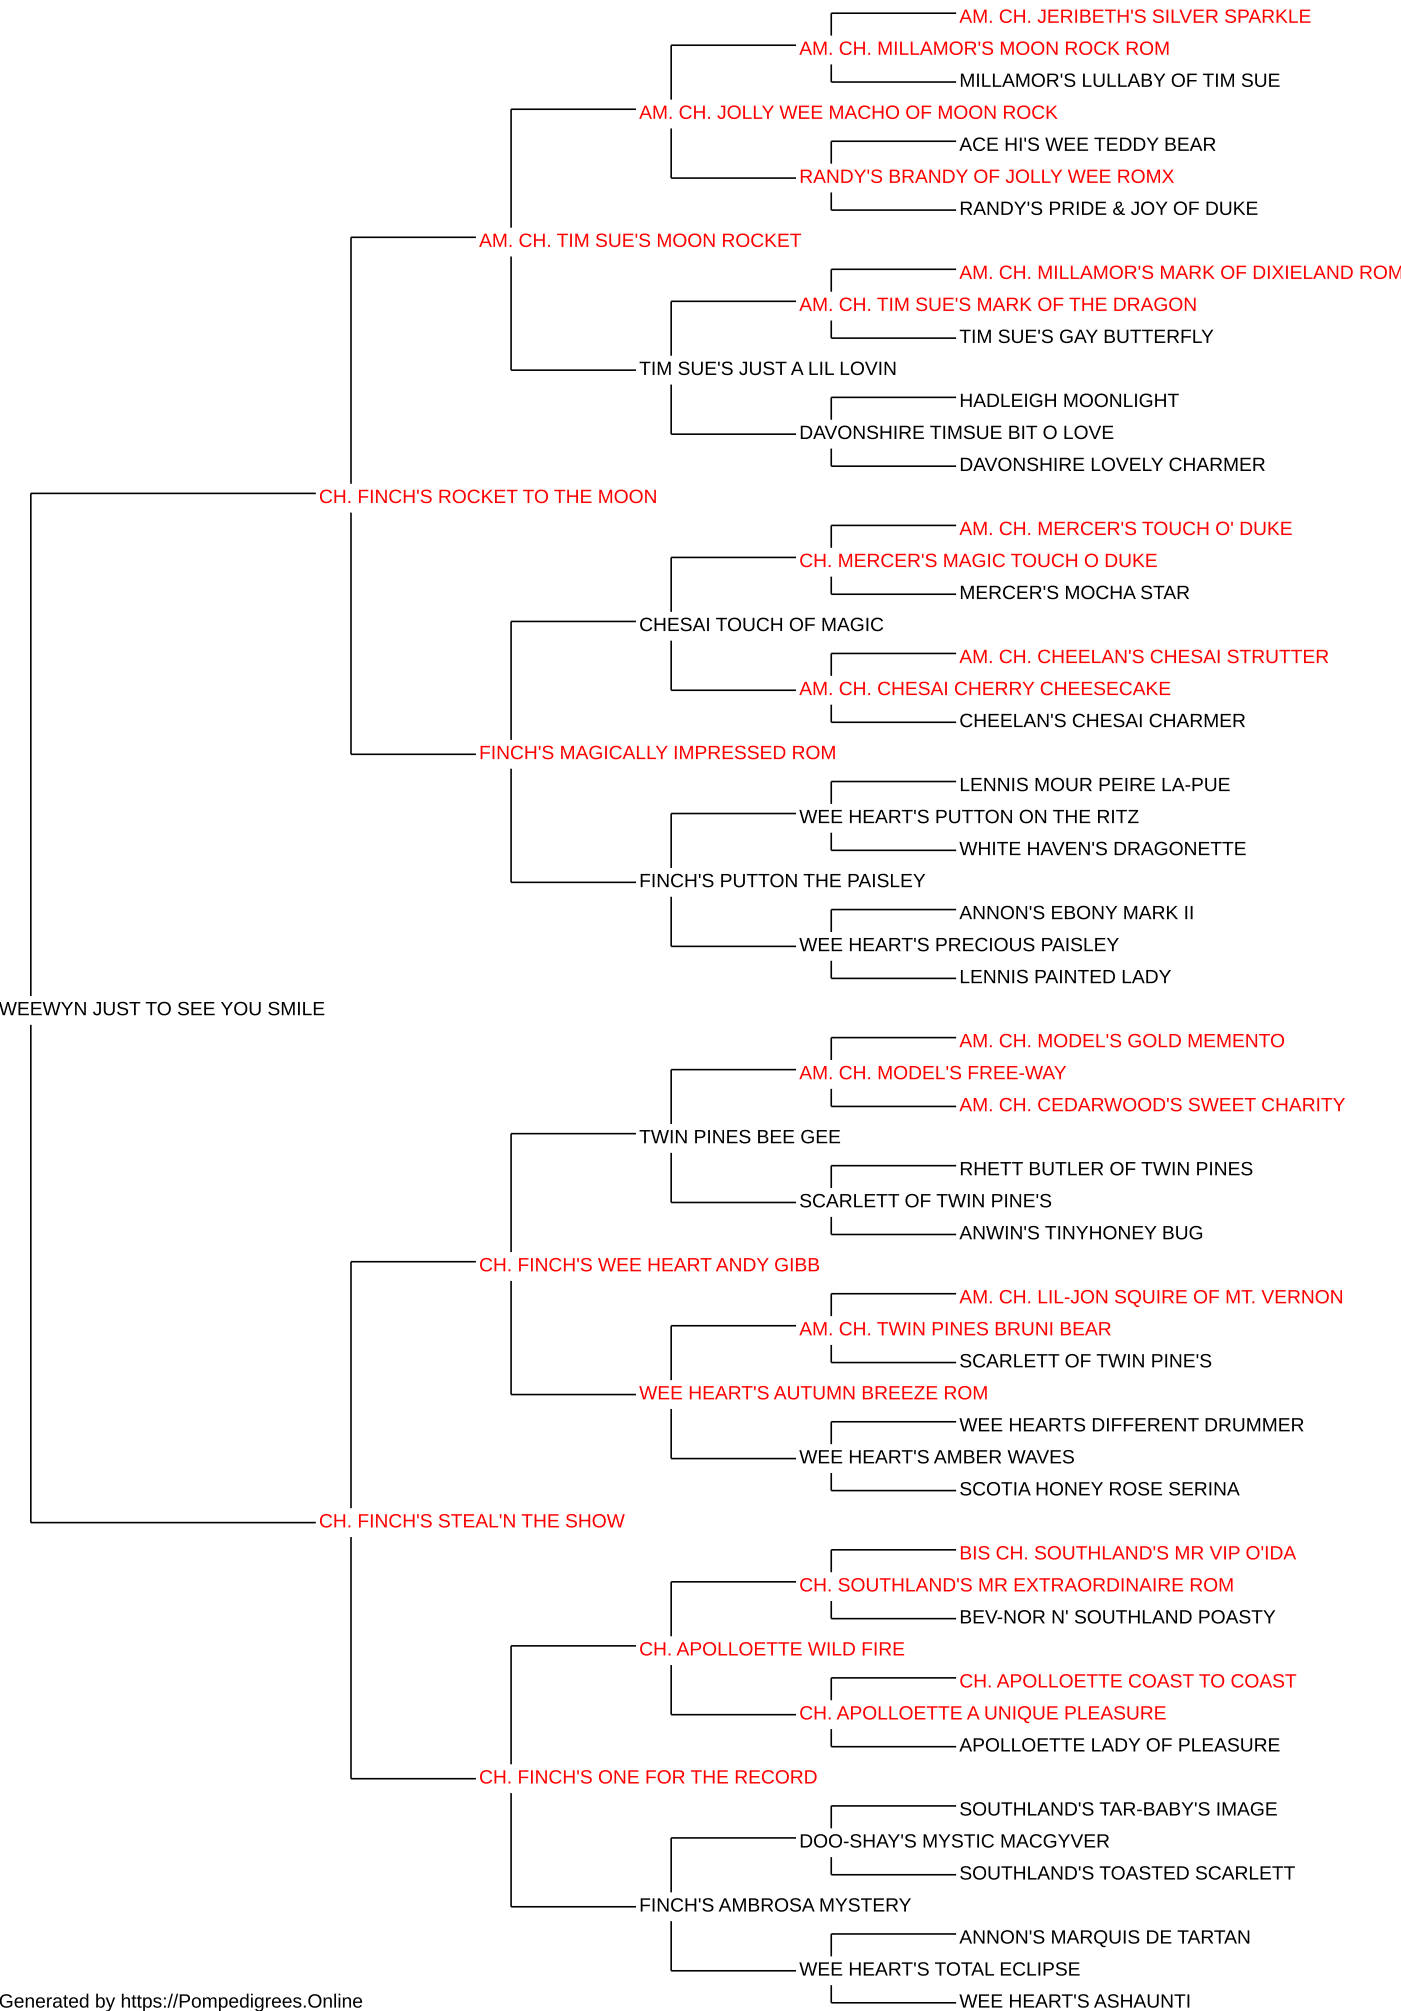 AM. CH. JERIBETH'S SILVER SPARKLE
AM. CH. MILLAMOR'S MOON ROCK ROM
MILLAMOR'S LULLABY OF TIM SUE
AM. CH. JOLLY WEE MACHO OF MOON ROCK
ACE HI'S WEE TEDDY BEAR
RANDY'S BRANDY OF JOLLY WEE ROMX
RANDY'S PRIDE & JOY OF DUKE
AM. CH. TIM SUE'S MOON ROCKET
AM. CH. MILLAMOR'S MARK OF DIXIELAND ROM
AM. CH. TIM SUE'S MARK OF THE DRAGON
TIM SUE'S GAY BUTTERFLY
TIM SUE'S JUST A LIL LOVIN
HADLEIGH MOONLIGHT
DAVONSHIRE TIMSUE BIT O LOVE
DAVONSHIRE LOVELY CHARMER
CH. FINCH'S ROCKET TO THE MOON
AM. CH. MERCER'S TOUCH O' DUKE
CH. MERCER'S MAGIC TOUCH O DUKE
MERCER'S MOCHA STAR
CHESAI TOUCH OF MAGIC
AM. CH. CHEELAN'S CHESAI STRUTTER
AM. CH. CHESAI CHERRY CHEESECAKE
CHEELAN'S CHESAI CHARMER
FINCH'S MAGICALLY IMPRESSED ROM
LENNIS MOUR PEIRE LA-PUE
WEE HEART'S PUTTON ON THE RITZ
WHITE HAVEN'S DRAGONETTE
FINCH'S PUTTON THE PAISLEY
ANNON'S EBONY MARK II
WEE HEART'S PRECIOUS PAISLEY
LENNIS PAINTED LADY
WEEWYN JUST TO SEE YOU SMILE
AM. CH. MODEL'S GOLD MEMENTO
AM. CH. MODEL'S FREE-WAY
AM. CH. CEDARWOOD'S SWEET CHARITY
TWIN PINES BEE GEE
RHETT BUTLER OF TWIN PINES
SCARLETT OF TWIN PINE'S
ANWIN'S TINYHONEY BUG
CH. FINCH'S WEE HEART ANDY GIBB
AM. CH. LIL-JON SQUIRE OF MT. VERNON
AM. CH. TWIN PINES BRUNI BEAR
SCARLETT OF TWIN PINE'S
WEE HEART'S AUTUMN BREEZE ROM
WEE HEARTS DIFFERENT DRUMMER
WEE HEART'S AMBER WAVES
SCOTIA HONEY ROSE SERINA
CH. FINCH'S STEAL'N THE SHOW
BIS CH. SOUTHLAND'S MR VIP O'IDA
CH. SOUTHLAND'S MR EXTRAORDINAIRE ROM
BEV-NOR N' SOUTHLAND POASTY
CH. APOLLOETTE WILD FIRE
CH. APOLLOETTE COAST TO COAST
CH. APOLLOETTE A UNIQUE PLEASURE
APOLLOETTE LADY OF PLEASURE
CH. FINCH'S ONE FOR THE RECORD
SOUTHLAND'S TAR-BABY'S IMAGE
DOO-SHAY'S MYSTIC MACGYVER
SOUTHLAND'S TOASTED SCARLETT
FINCH'S AMBROSA MYSTERY
ANNON'S MARQUIS DE TARTAN
WEE HEART'S TOTAL ECLIPSE
WEE HEART'S ASHAUNTI
Generated by https://Pompedigrees.Online